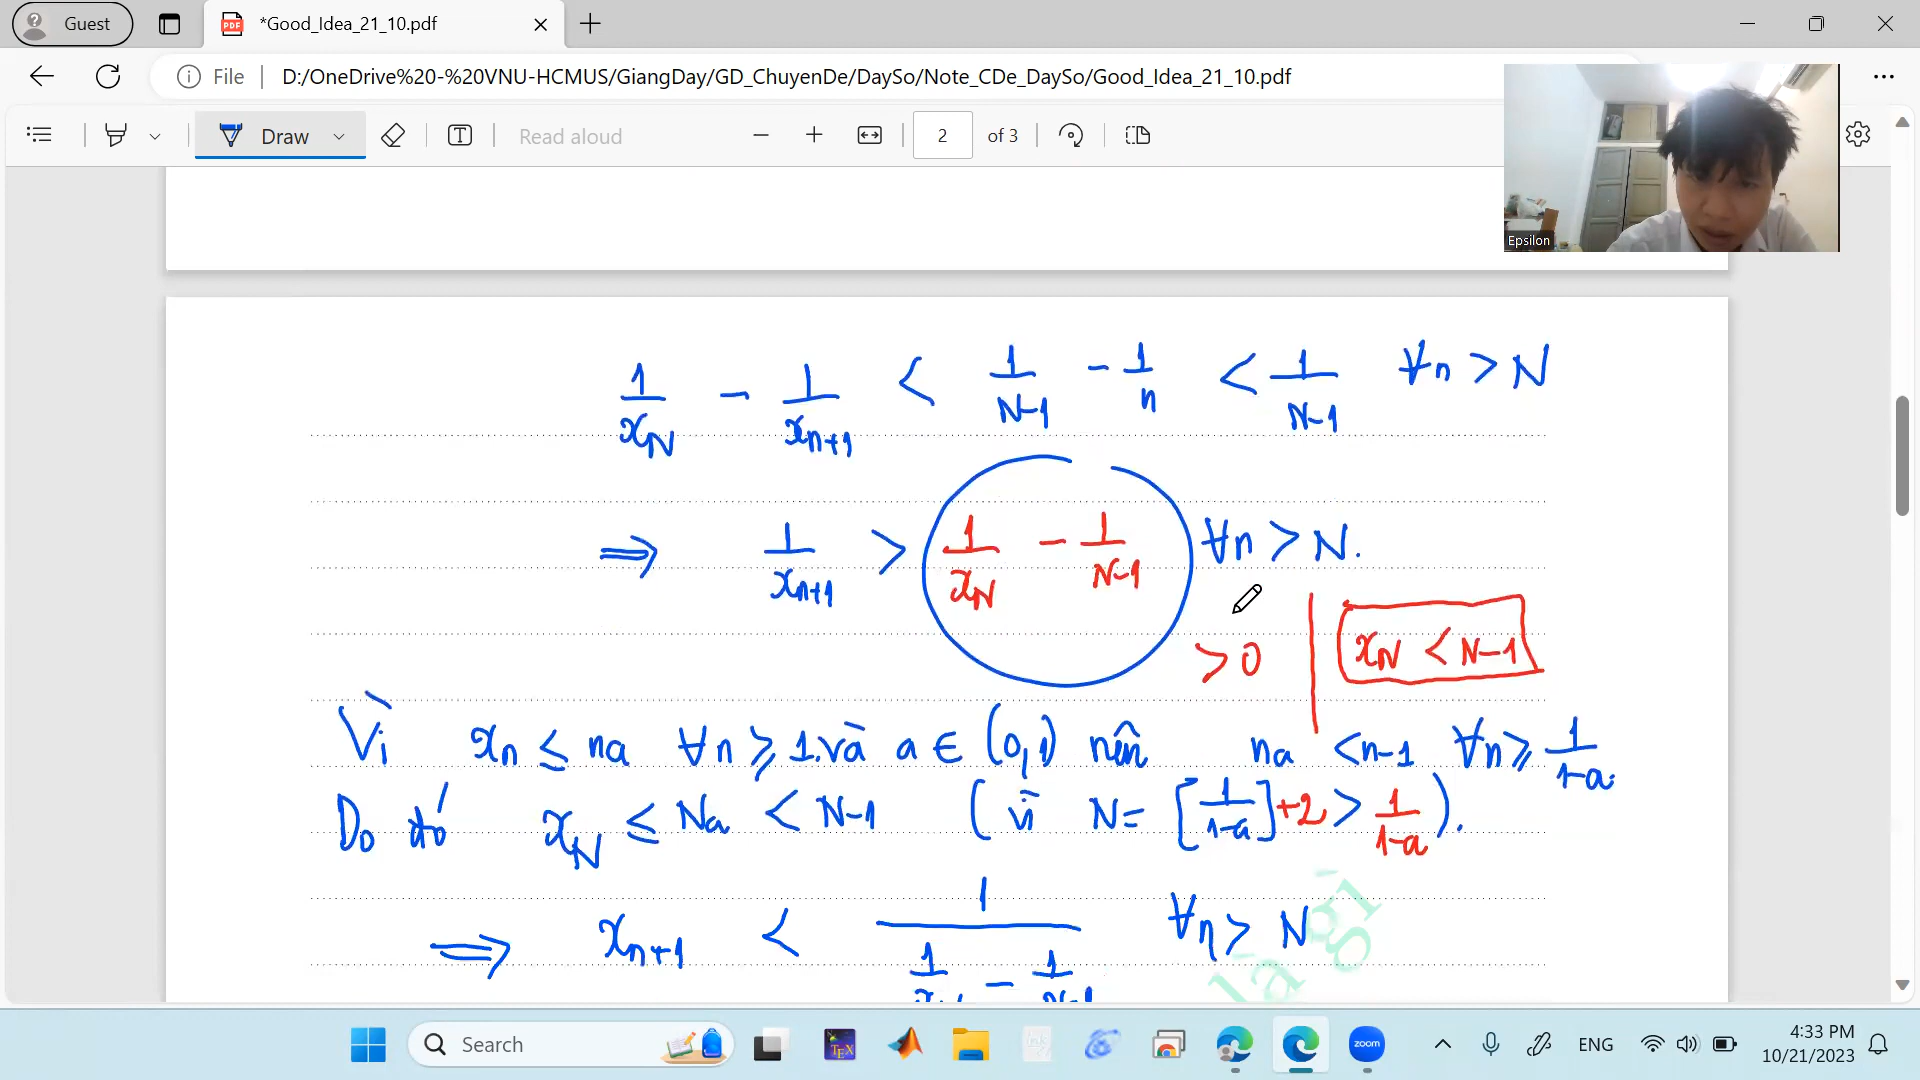 Guest
*Good_Idea_21_10.pdf
File
D:/OneDrive%20-%20VNU-HCMUS/GiangDay/GD_ChuyenDe/DaySo/Note_CDe_DaySo/Good_Idea_21_10.pdf
Draw
Read aloud
2 of 3
Epsilon
1/x_N - 1/x_{n+1} < 1/(N-1) - 1/n < 1/(N-1) ∀n > N
⇒ 1/x_{n+1} > 1/x_N - 1/(N-1) ∀n > N.
> 0 | x_N < N-1
Vì x_n ≤ na ∀n ≥ 1 và a ∈ (0,1) nên na < n-1 ∀n ≥ 1/(1-a)
Do đó x_N ≤ Na < N-1 (vì N = [1/(1-a)] +2 > 1/(1-a)).
⇒ x_{n+1} < 1/(1/x_N - 1/(N-1)) ∀n > N
là gì
Search
TEX
zoom
ENG
4:33 PM
10/21/2023